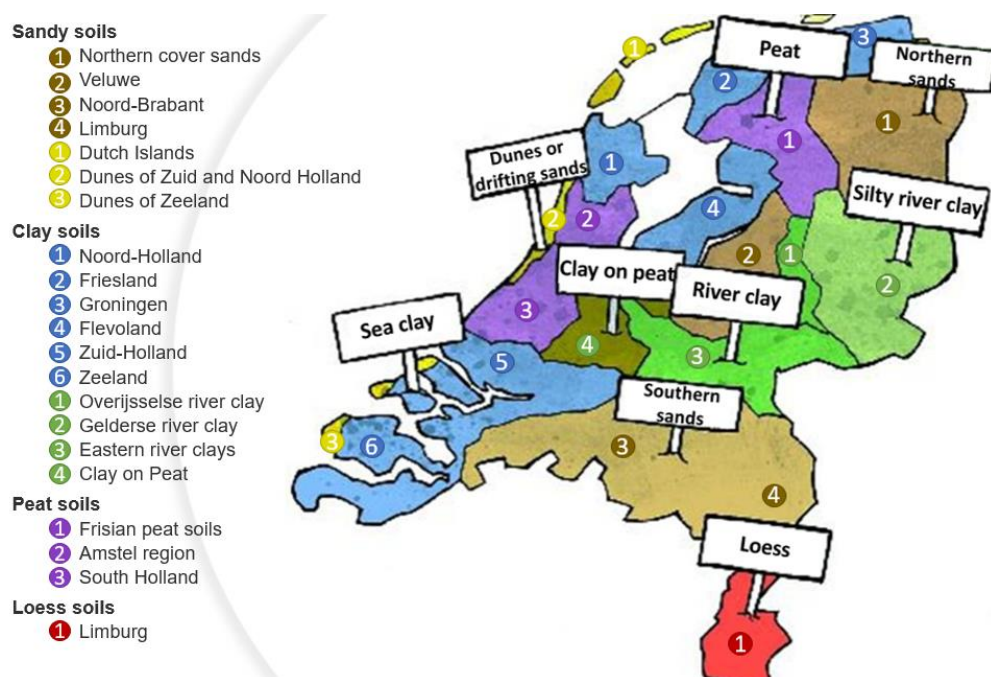 Sandy soils
1 Northern cover sands
2 Veluwe
3 Noord-Brabant
4 Limburg
1 Dutch Islands
2 Dunes of Zuid and Noord Holland
3 Dunes of Zeeland
Clay soils
1 Noord-Holland
2 Friesland
3 Groningen
4 Flevoland
5 Zuid-Holland
6 Zeeland
1 Overijsselse river clay
2 Gelderse river clay
3 Eastern river clays
4 Clay on Peat
Peat soils
1 Frisian peat soils
2 Amstel region
3 South Holland
Loess soils
1 Limburg
1
3
Peat
Northern
sands
2
1
1
Dunes or
drifting sands
1
Silty river clay
2
2
4
2
1
Clay on peat
River clay
2
3
Sea clay
4
3
5
Southern
sands
3
6
3
4
Loess
1